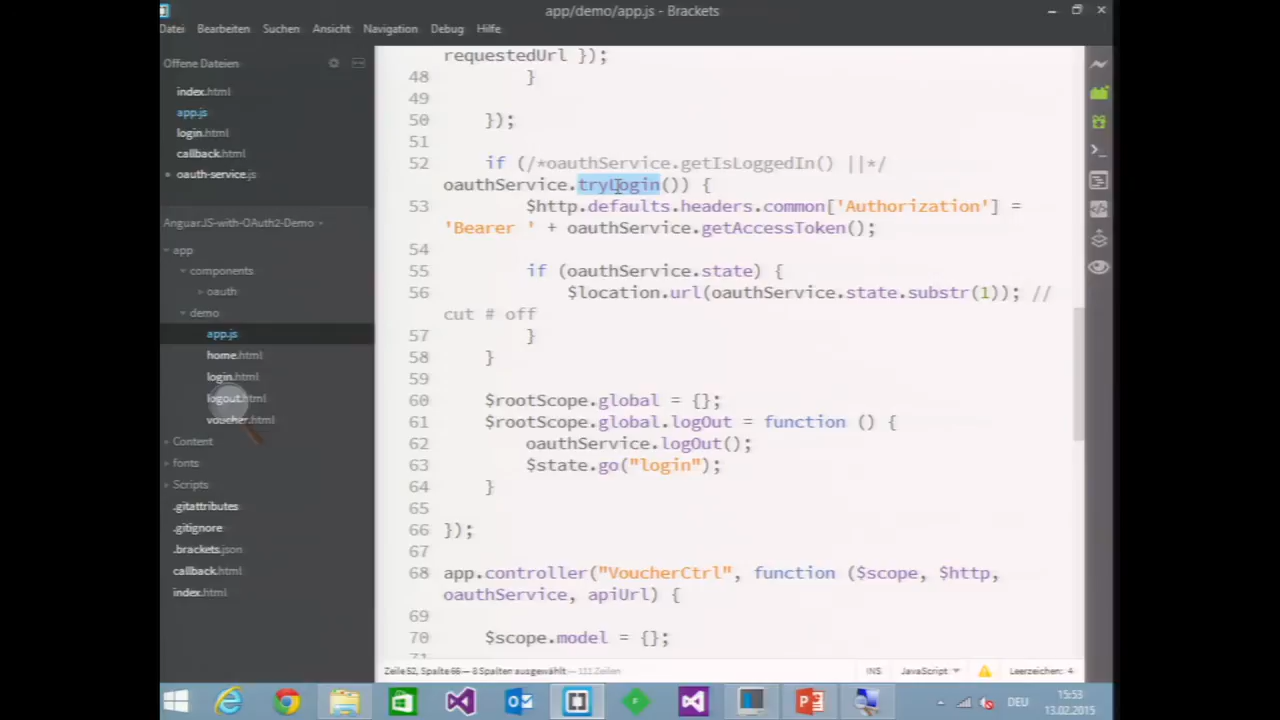 app/demo/app.js - Brackets
Datei Bearbeiten Suchen Ansicht Navigation Debug Hilfe
Offene Dateien
index.html
app.js
login.html
callback.html
oauth-service.js
Anguar.JS-with-OAuth2-Demo
app
components
oauth
demo
app.js
home.html
login.html
logout.html
voucher.html
Content
fonts
Scripts
.gitattributes
.gitignore
.brackets.json
callback.html
index.html
requestedUrl });
48 }
49
50 });
51
52 if (/*oauthService.getIsLoggedIn() ||*/
oauthService.tryLogin()) {
53 $http.defaults.headers.common['Authorization'] =
'Bearer ' + oauthService.getAccessToken();
54
55 if (oauthService.state) {
56 $location.url(oauthService.state.substr(1)); //
cut # off
57 }
58 }
59
60 $rootScope.global = {};
61 $rootScope.global.logOut = function () {
62 oauthService.logOut();
63 $state.go("login");
64 }
65
66 });
67
68 app.controller("VoucherCtrl", function ($scope, $http,
oauthService, apiUrl) {
69
70 $scope.model = {};
71
Zeile 52, Spalte 66 — 8 Spalten ausgewählt — 111 Zeilen INS JavaScript Leerzeichen: 4
DEU 15:53
13.02.2015